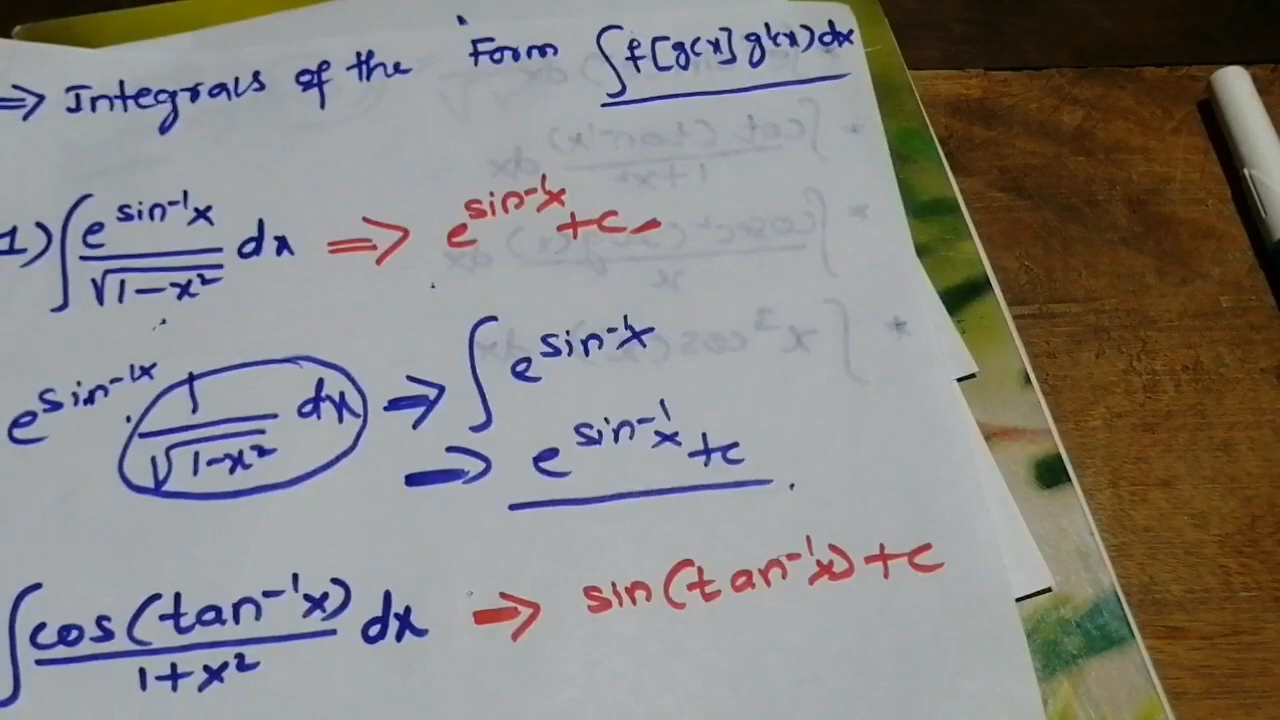 ⇒ Integrals of the Form ∫f[g(x)] g'(x) dx
1) ∫ e^(sin⁻¹x) / √(1-x²) dx ⇒ e^(sin⁻¹x) + c
e^(sin⁻¹x) · 1/√(1-x²) dx ⇒ ∫ e^(sin⁻¹x)
⇒ e^(sin⁻¹x) + c
∫ cos(tan⁻¹x) / (1+x²) dx ⇒ sin(tan⁻¹x) + c